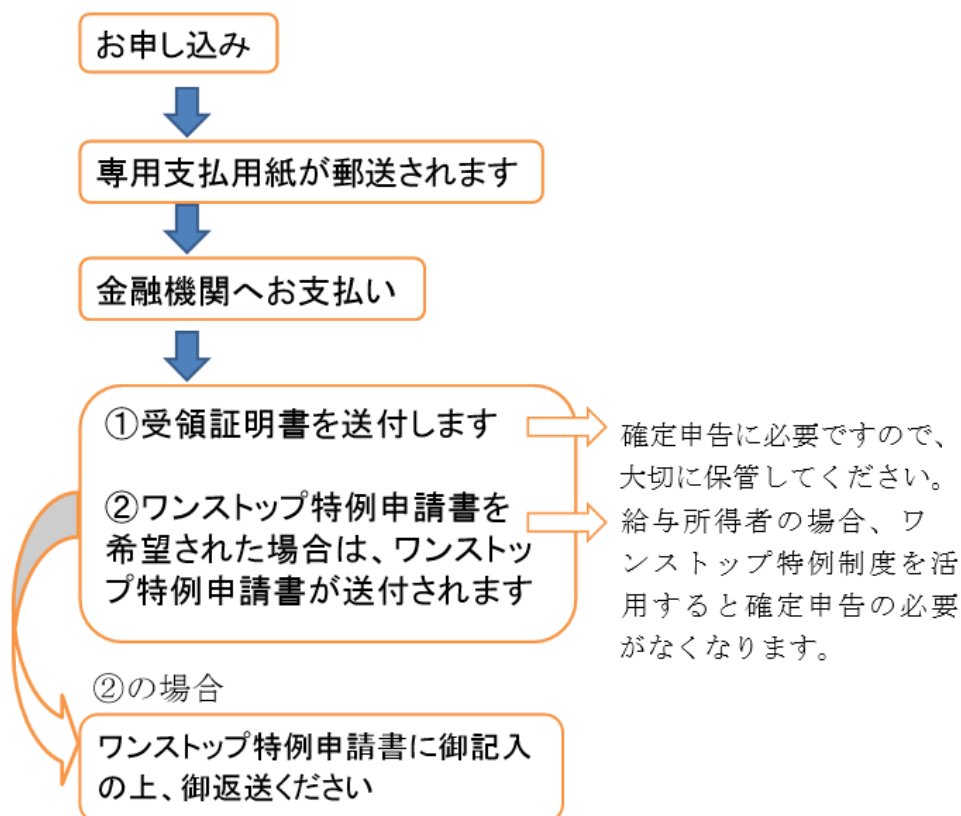 お申し込み
専用支払用紙が郵送されます
金融機関へお支払い
①受領証明書を送付します
確定申告に必要ですので、
大切に保管してください。
②ワンストップ特例申請書を
希望された場合は、ワンストッ
プ特例申請書が送付されます
給与所得者の場合、ワ
ンストップ特例制度を活
用すると確定申告の必要
がなくなります。
②の場合
ワンストップ特例申請書に御記入
の上、御返送ください